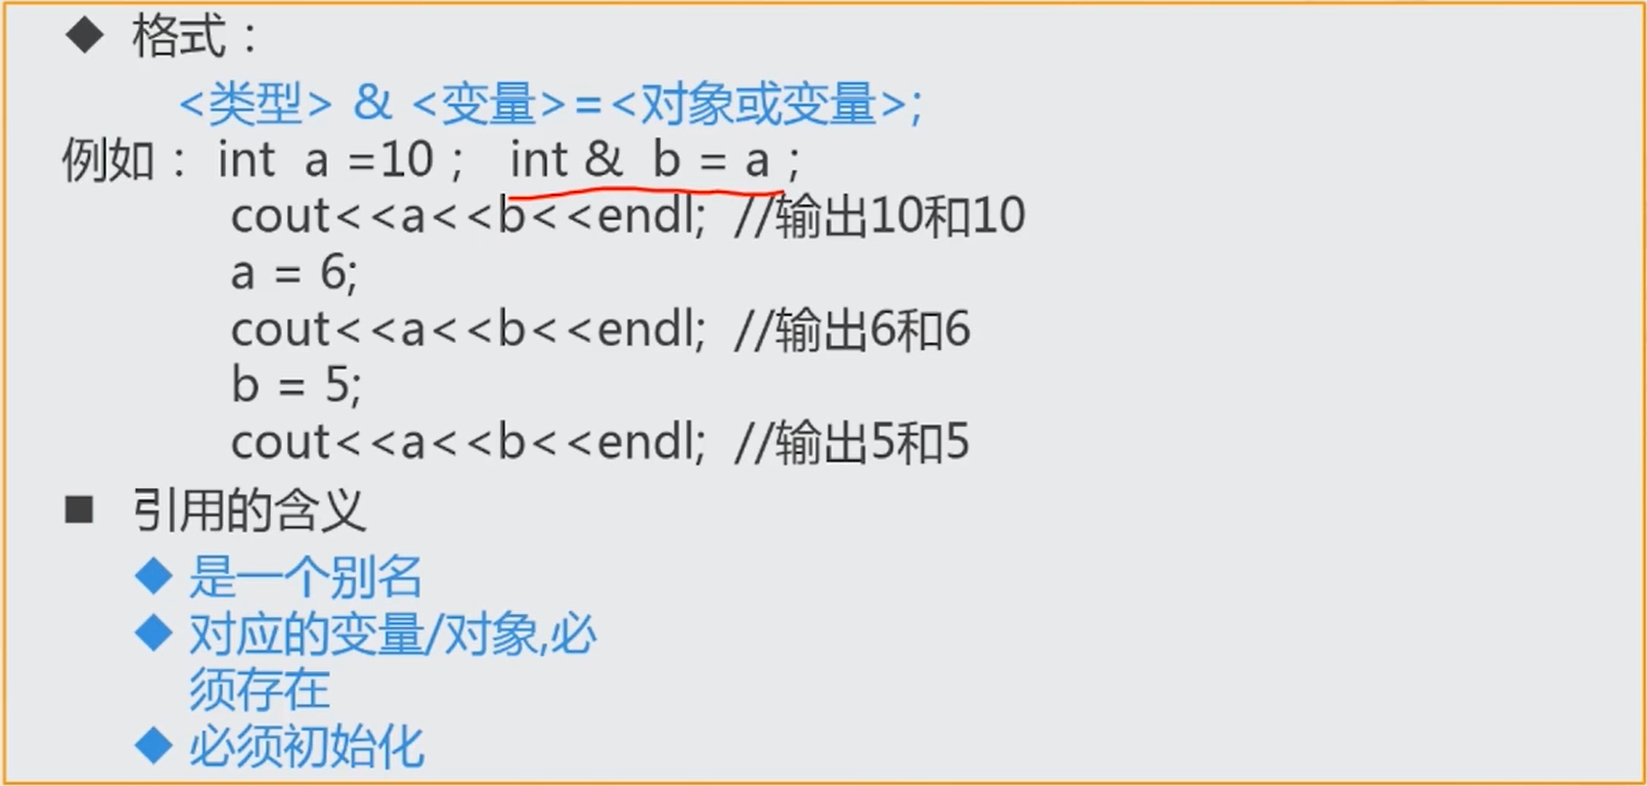 ◆ 格式：
<类型> & <变量>=<对象或变量>;
例如： int a =10； int & b = a；
cout<<a<<b<<endl; //输出10和10
a = 6;
cout<<a<<b<<endl; //输出6和6
b = 5;
cout<<a<<b<<endl; //输出5和5
■ 引用的含义
◆ 是一个别名
◆ 对应的变量/对象,必
须存在
◆ 必须初始化